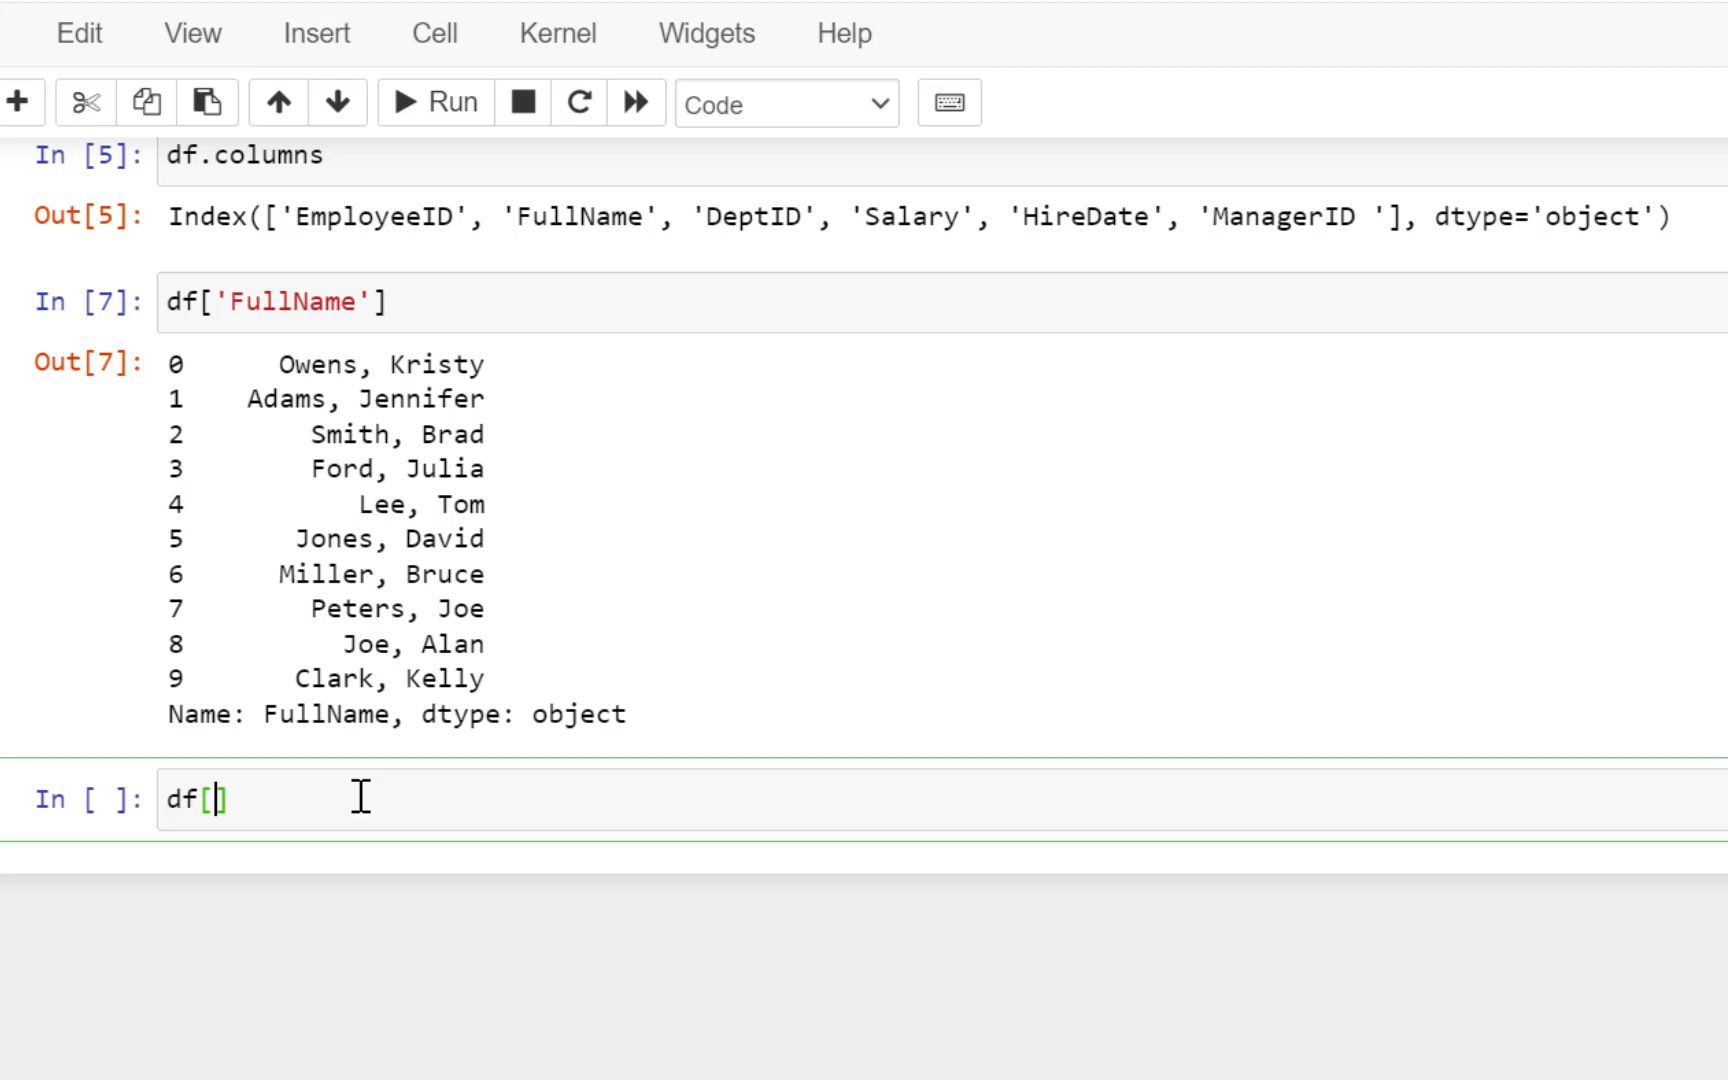 Edit View Insert Cell Kernel Widgets Help
Run Code
In [5]: df.columns
Out[5]: Index(['EmployeeID', 'FullName', 'DeptID', 'Salary', 'HireDate', 'ManagerID '], dtype='object')
In [7]: df['FullName']
Out[7]: 0 Owens, Kristy
1 Adams, Jennifer
2 Smith, Brad
3 Ford, Julia
4 Lee, Tom
5 Jones, David
6 Miller, Bruce
7 Peters, Joe
8 Joe, Alan
9 Clark, Kelly
Name: FullName, dtype: object
In [ ]: df[]